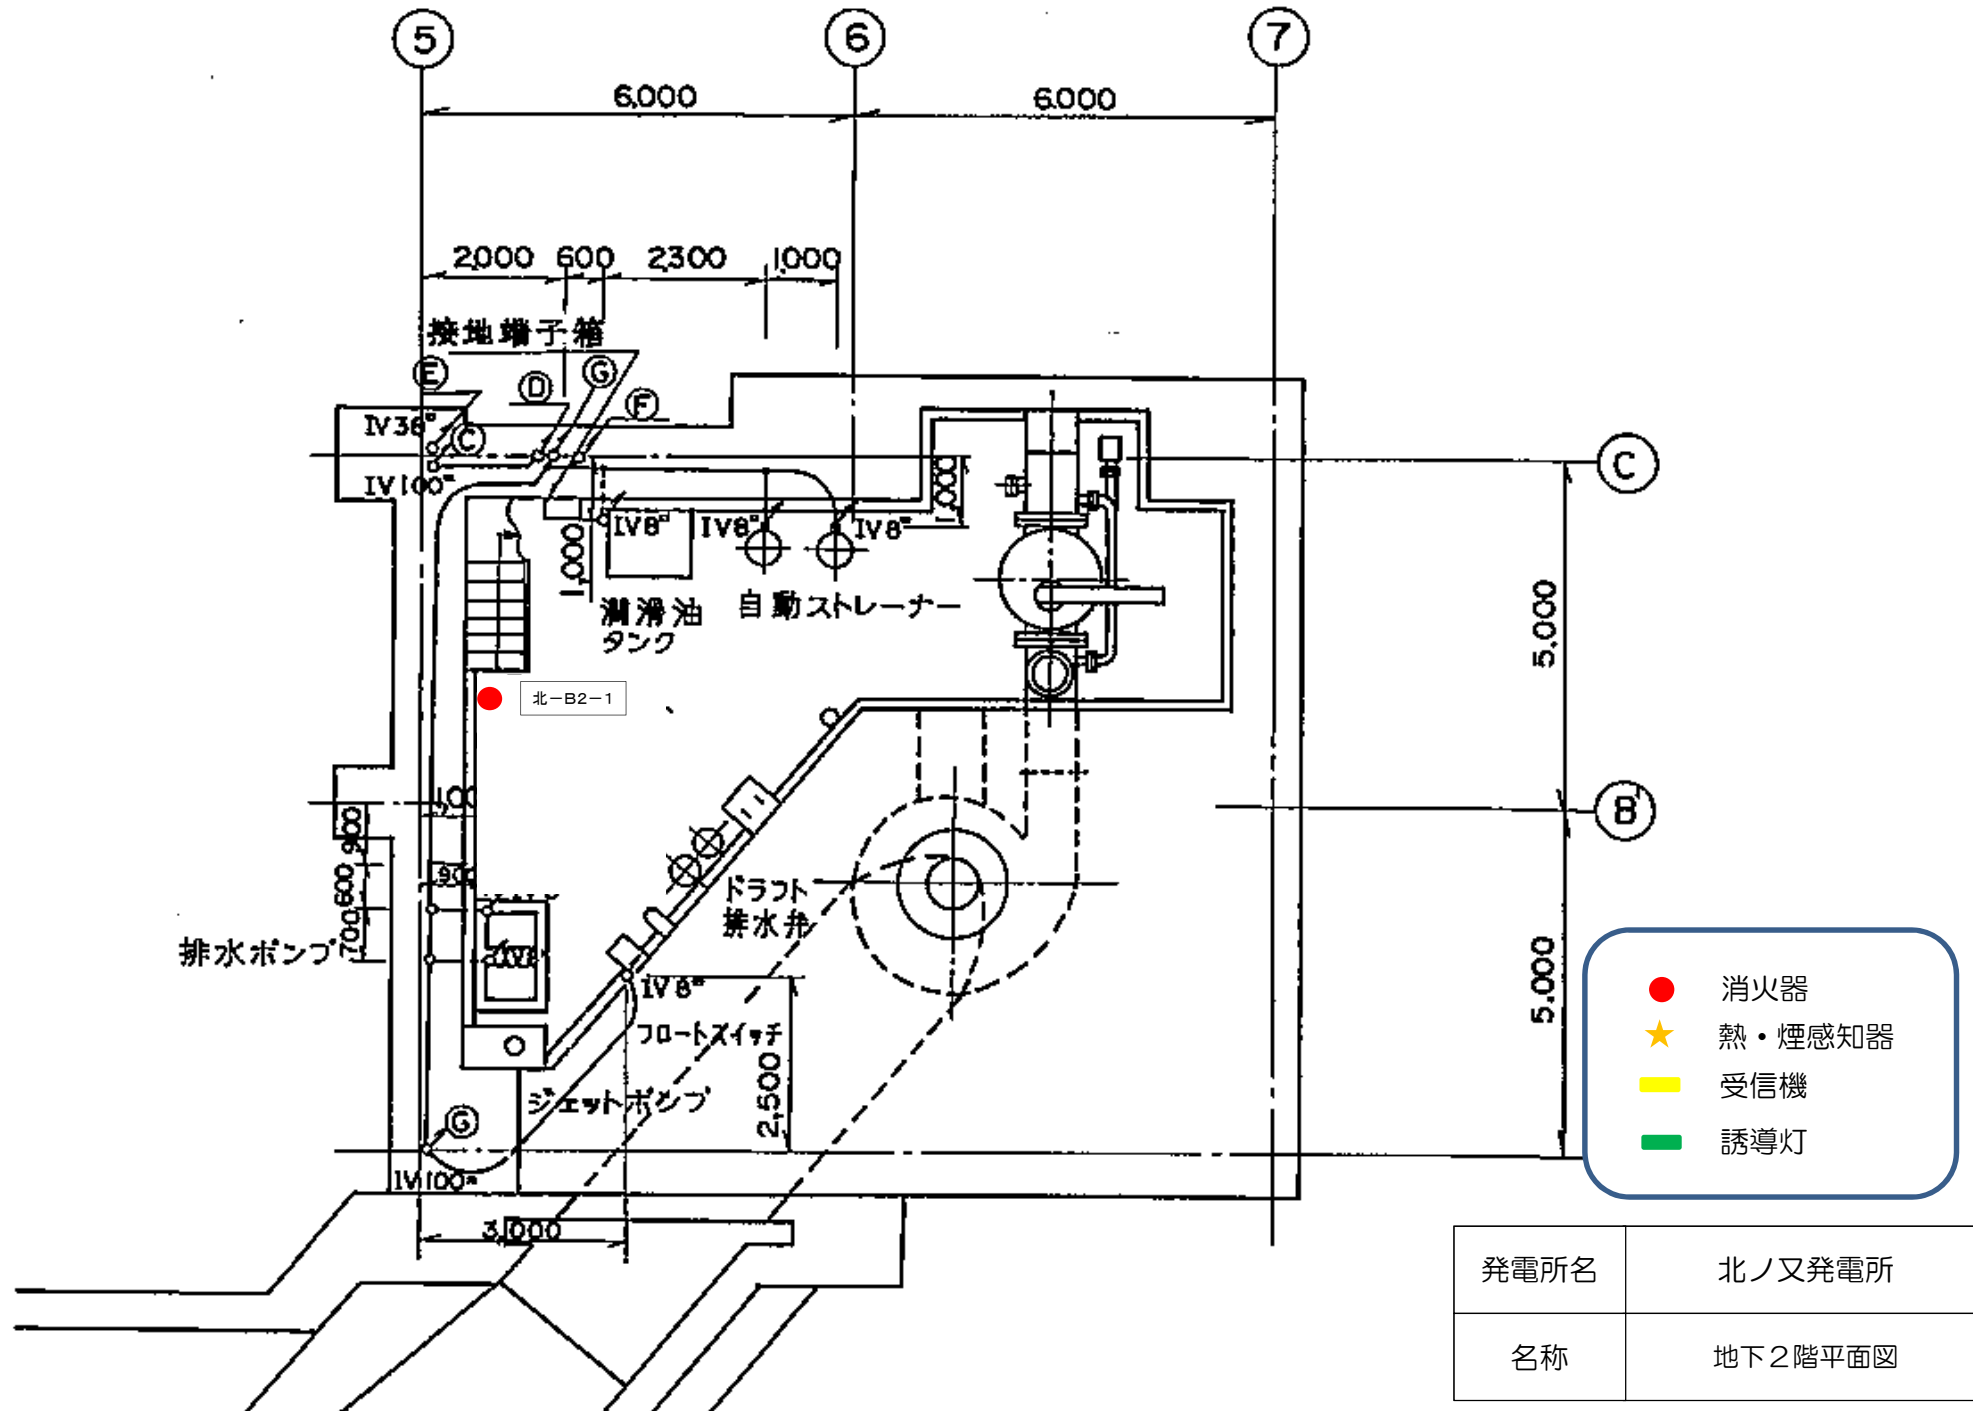 5
6
7
6,000
6,000
2,000
600
2,300
1,000
接地端子箱
E
D
G
F
IV38□
C
C
IV100□
1,000
IV8□
IV8□
IV8□
1,000
潤滑油
タンク
自動ストレーナー
5,000
北－B2－1
B'
900
600
700
ドラフト
排水弁
排水ポンプ
IV8□
フロートスイッチ
5,000
2,500
ジェットポンプ
G
IV100□
3,000
消火器
熱・煙感知器
受信機
誘導灯
発電所名
北ノ又発電所
名称
地下２階平面図